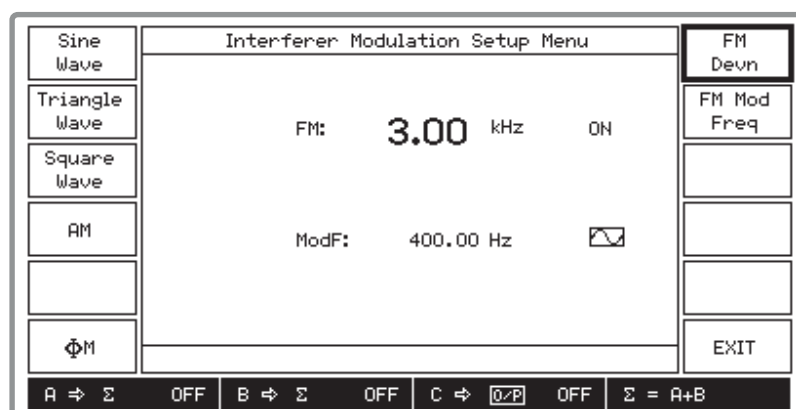 Interferer Modulation Setup Menu
Sine
Wave
Triangle
Wave
Square
Wave
AM
ΦM
FM: 3.00 kHz ON
ModF: 400.00 Hz
FM
Devn
FM Mod
Freq
EXIT
A ⇨ Σ OFF B ⇨ Σ OFF C ⇨ O/P OFF Σ = A+B